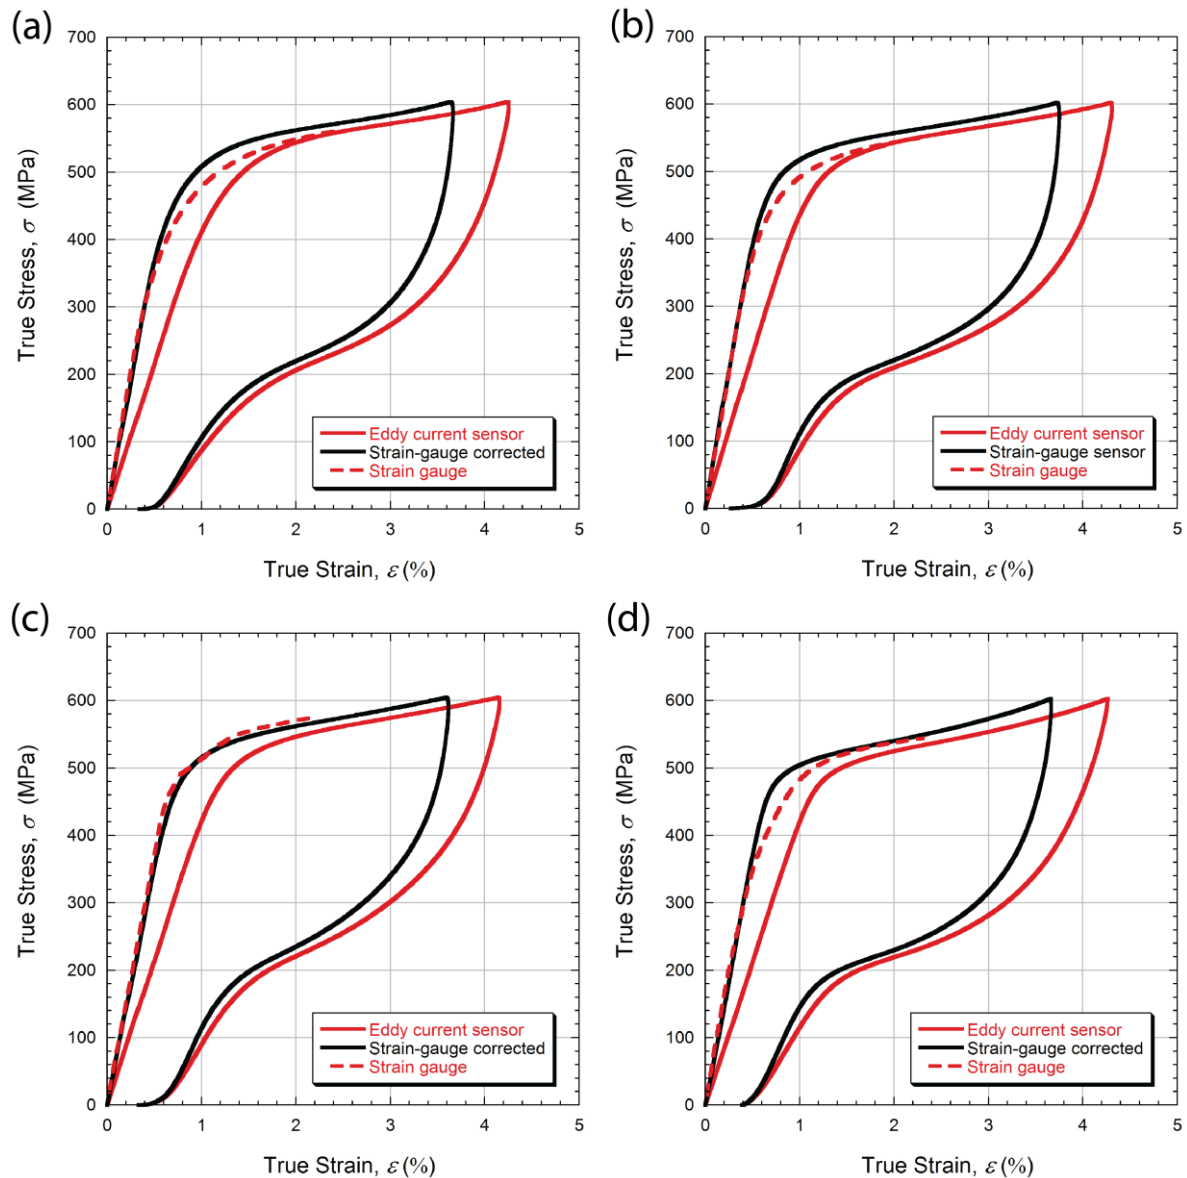 (a)
700
600
500
400
300
200
100
0
True Stress, σ (MPa)
0 1 2 3 4 5
True Strain, ε (%)
Eddy current sensor
Strain-gauge corrected
Strain gauge
(b)
700
600
500
400
300
200
100
0
True Stress, σ (MPa)
0 1 2 3 4 5
True Strain, ε (%)
Eddy current sensor
Strain-gauge sensor
Strain gauge
(c)
700
600
500
400
300
200
100
0
True Stress, σ (MPa)
0 1 2 3 4 5
True Strain, ε (%)
Eddy current sensor
Strain-gauge corrected
Strain gauge
(d)
700
600
500
400
300
200
100
0
True Stress, σ (MPa)
0 1 2 3 4 5
True Strain, ε (%)
Eddy current sensor
Strain-gauge corrected
Strain gauge